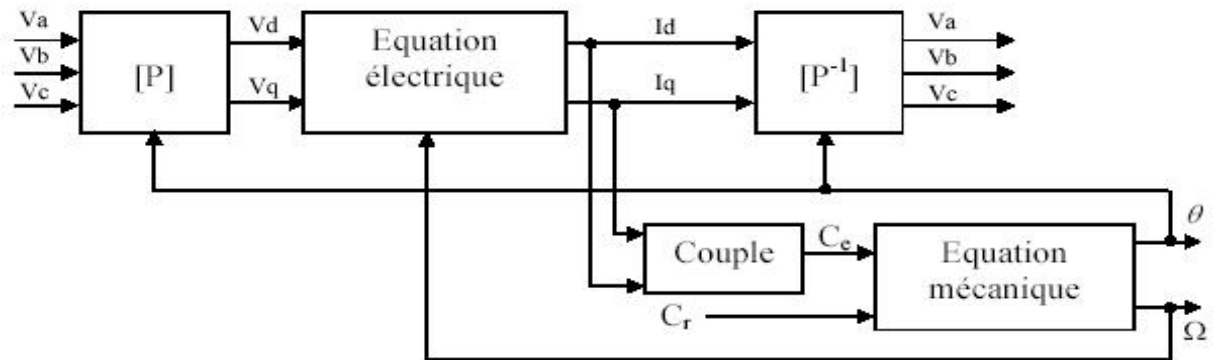 Va
Vb
Vc
[P]
Vd
Vq
Equation
électrique
Id
Iq
[P⁻¹]
Va
Vb
Vc
Couple
Ce
Cr
Equation
mécanique
θ
Ω